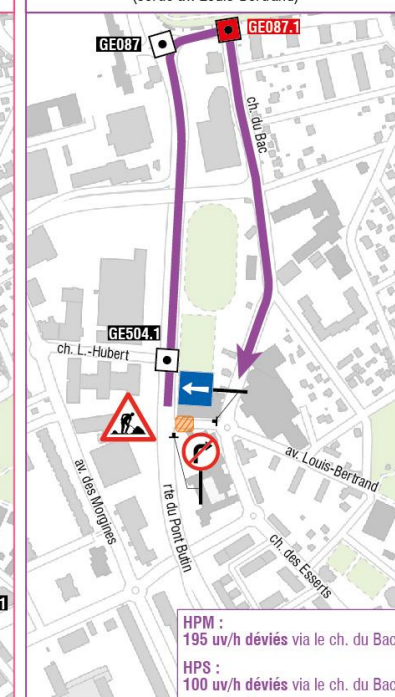 GE087
GE087.1
ch. du Bac
GE504.1
ch. L.-Hubert
av. Louis-Bertrand
av. des Morgines
rte du Pont Butin
ch. des Esserts
1
HPM :
195 uv/h déviés via le ch. du Bac
HPS :
100 uv/h déviés via le ch. du Bac